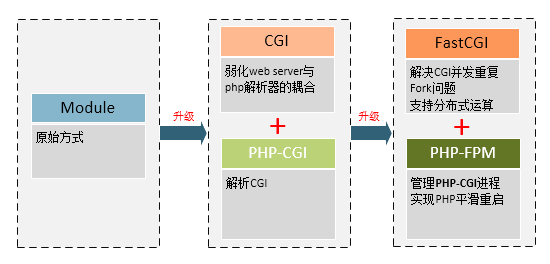 Module
原始方式
升级
CGI
弱化web server与
php解析器的耦合
+
PHP-CGI
解析CGI
升级
FastCGI
解决CGI并发重复
Fork问题
支持分布式运算
+
PHP-FPM
管理PHP-CGI进程
实现PHP平滑重启